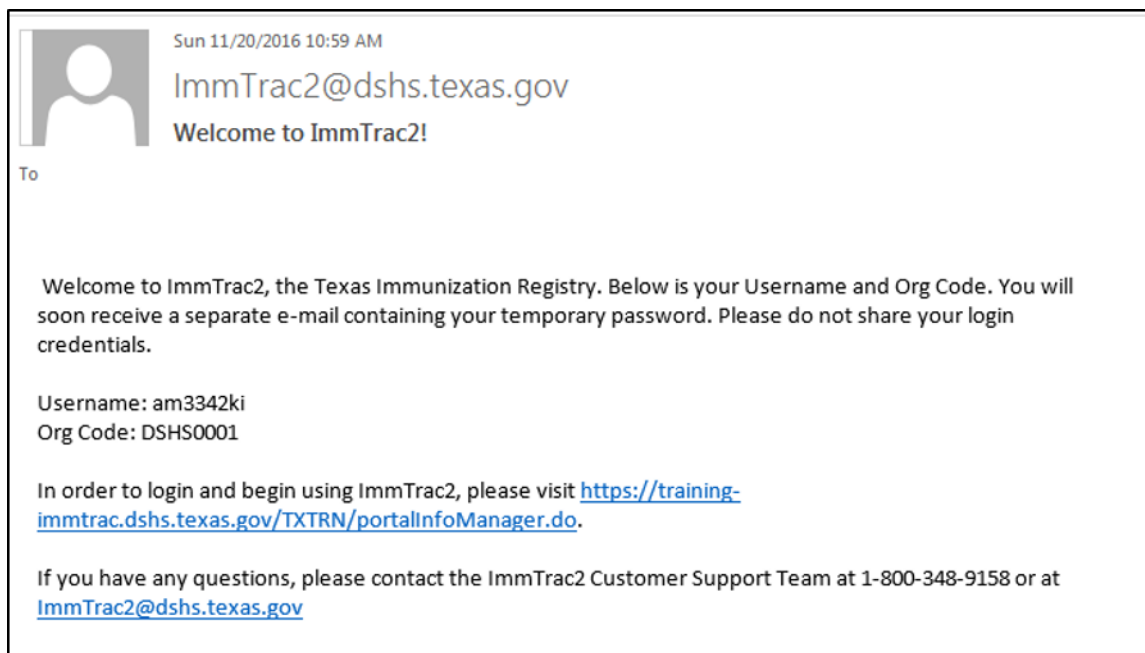 Sun 11/20/2016 10:59 AM
ImmTrac2@dshs.texas.gov
Welcome to ImmTrac2!
To
Welcome to ImmTrac2, the Texas Immunization Registry. Below is your Username and Org Code. You will
soon receive a separate e-mail containing your temporary password. Please do not share your login
credentials.
Username: am3342ki
Org Code: DSHS0001
In order to login and begin using ImmTrac2, please visit https://training-
immtrac.dshs.texas.gov/TXTRN/portalInfoManager.do.
If you have any questions, please contact the ImmTrac2 Customer Support Team at 1-800-348-9158 or at
ImmTrac2@dshs.texas.gov